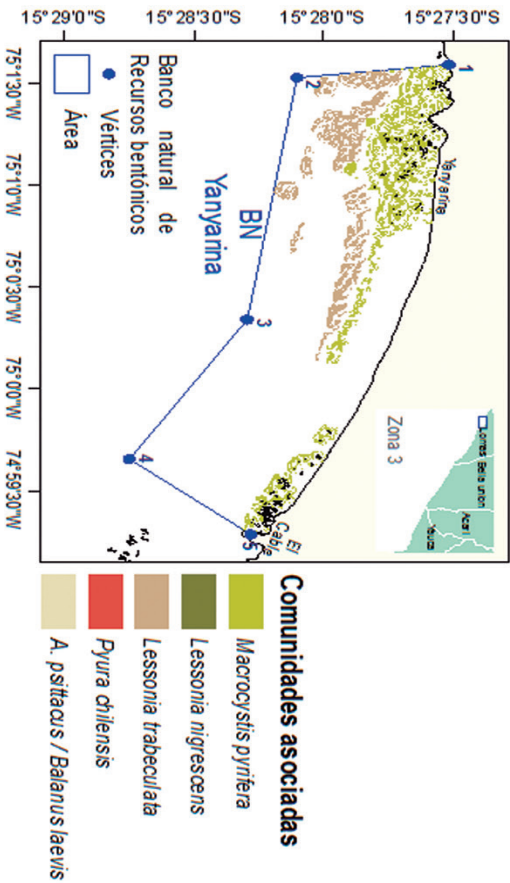 15°29'0"S
15°28'30"S
15°28'0"S
15°27'30"S
75°1'30"W
75°1'0"W
75°0'30"W
75°0'0"W
74°59'30"W
1
2
3
4
5
Yanyarina
BN
Yanyarina
El
Cable
Banco natural de
Recursos bentónicos
Vértices
Área
Zona 3
Lomas
Bella union
Acari
Yauca
Comunidades asociadas
Macrocystis pyrifera
Lessonia nigrescens
Lessonia trabeculata
Pyura chilensis
A. psittacus / Balanus laevis